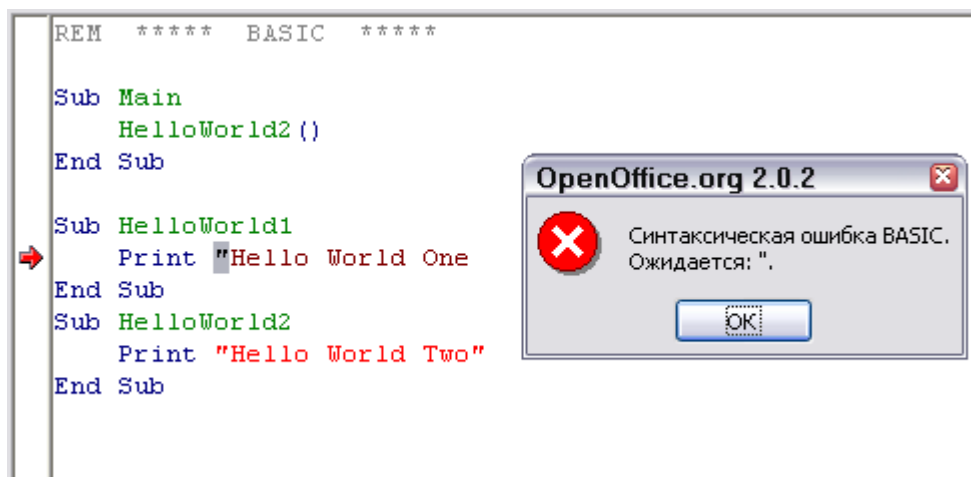 REM  *****  BASIC  *****
Sub Main
    HelloWorld2()
End Sub
Sub HelloWorld1
    Print "Hello World One
End Sub
Sub HelloWorld2
    Print "Hello World Two"
End Sub
OpenOffice.org 2.0.2
Синтаксическая ошибка BASIC.
Ожидается: ".
OK